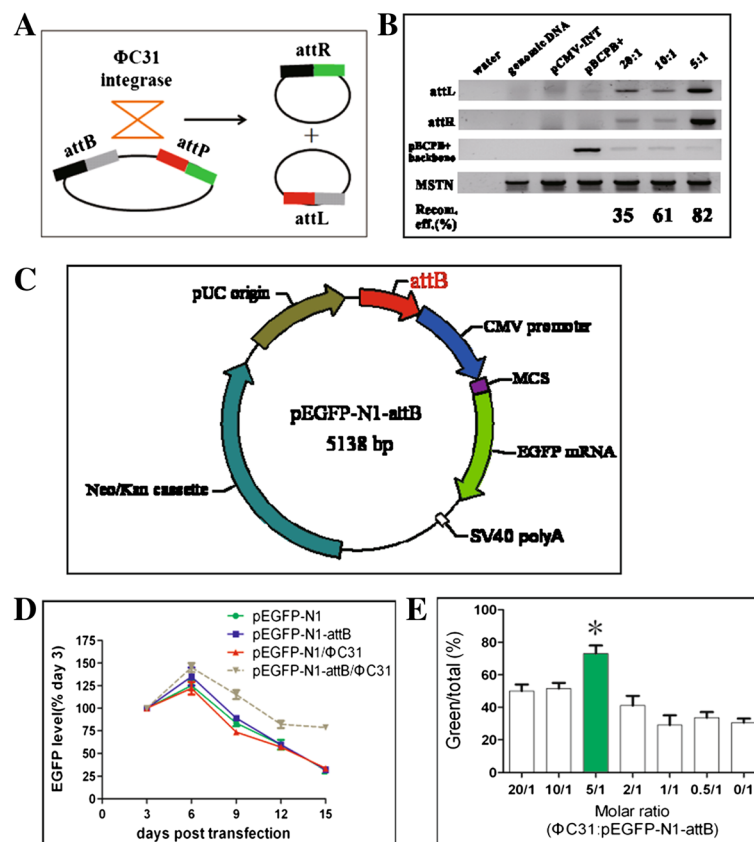 A
ΦC31
integrase
attB
attP
attR
+
attL
B
water
genomic DNA
pCMV-INT
pBCPB+
20:1
10:1
5:1
attL
attR
pBCPB+
backbone
MSTN
Recom.
eff.(%)
35
61
82
C
pUC origin
attB
CMV promoter
MCS
pEGFP-N1-attB
5138 bp
EGFP mRNA
Neo/Kan cassette
SV40 polyA
D
pEGFP-N1
pEGFP-N1-attB
pEGFP-N1/ΦC31
pEGFP-N1-attB/ΦC31
EGFP level(% day 3)
175
150
125
100
75
50
25
0
0
3
6
9
12
15
days post transfection
E
Green/total (%)
100
80
60
40
20
0
*
20/1
10/1
5/1
2/1
1/1
0.5/1
0/1
Molar ratio
(ΦC31:pEGFP-N1-attB)